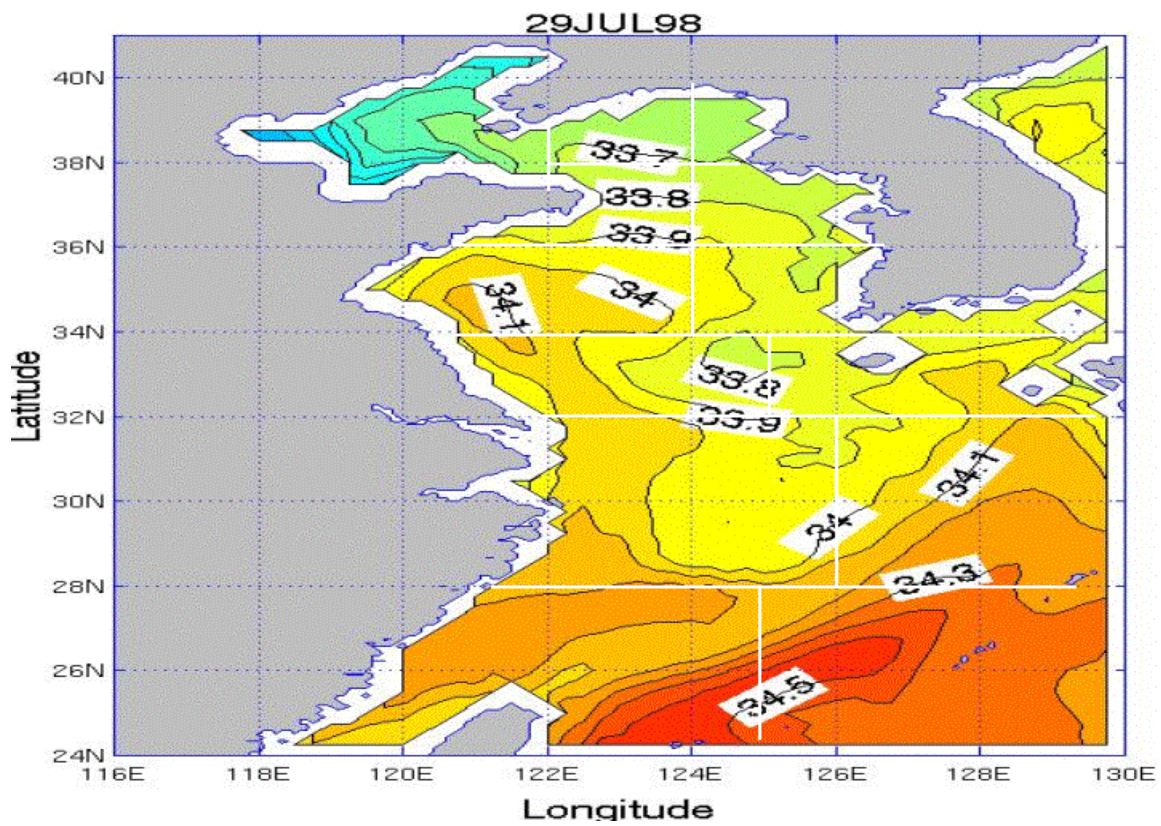 29JUL98
40N
38N
36N
34N
32N
30N
28N
26N
24N
Latitude
33.7
33.8
33.9
34
34.1
33.8
33.9
34.1
34
34.3
34.5
116E 118E 120E 122E 124E 126E 128E 130E
Longitude